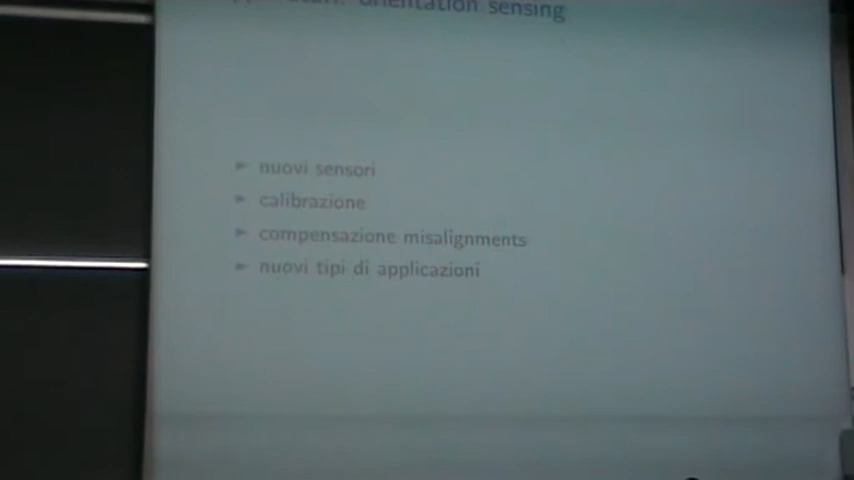 orientation sensing
nuovi sensori
calibrazione
compensazione misalignments
nuovi tipi di applicazioni